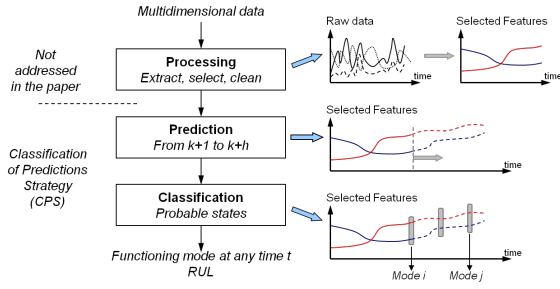 Multidimensional data
Not
addressed
in the paper
Processing
Extract, select, clean
Raw data
time
Selected Features
time
Classification
of Predictions
Strategy
(CPS)
Prediction
From k+1 to k+h
Selected Features
time
Classification
Probable states
Selected Features
time
Mode i
Mode j
Functioning mode at any time t
RUL